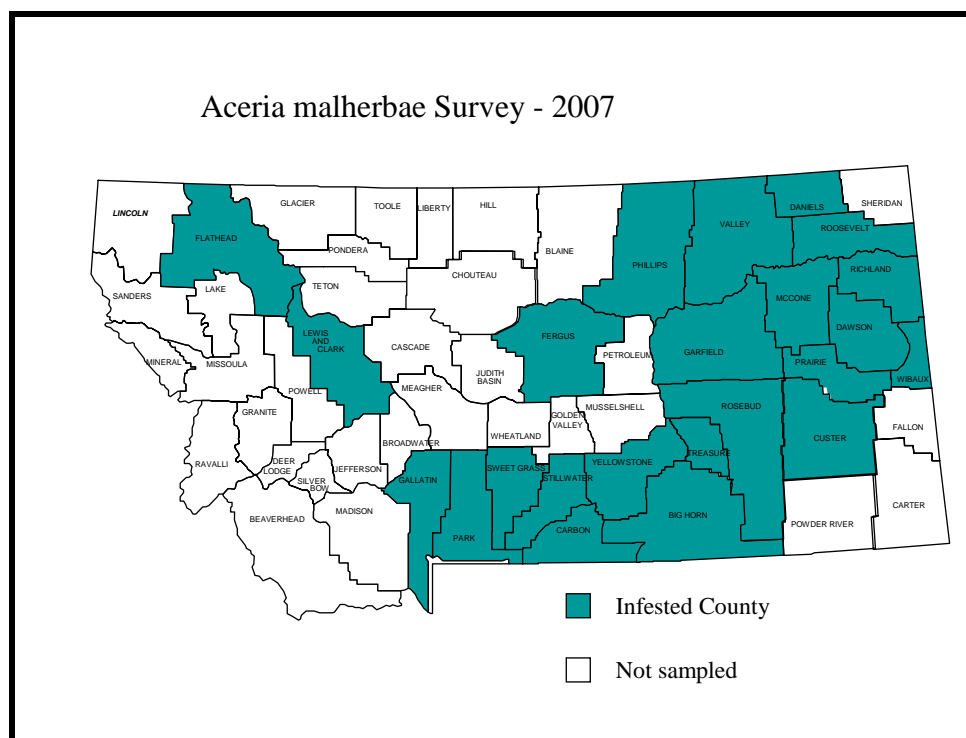 Aceria malherbae Survey - 2007
LINCOLN
FLATHEAD
GLACIER
TOOLE
LIBERTY
HILL
BLAINE
PHILLIPS
VALLEY
DANIELS
SHERIDAN
ROOSEVELT
PONDERA
CHOUTEAU
RICHLAND
SANDERS
LAKE
TETON
MCCONE
LEWIS
AND
CLARK
CASCADE
FERGUS
PETROLEUM
GARFIELD
DAWSON
MINERAL
MISSOULA
POWELL
MEAGHER
JUDITH
BASIN
PRAIRIE
WIBAUX
GRANITE
BROADWATER
WHEATLAND
GOLDEN
VALLEY
MUSSELSHELL
ROSEBUD
CUSTER
FALLON
RAVALLI
DEER
LODGE
SILVER
BOW
JEFFERSON
GALLATIN
SWEET GRASS
STILLWATER
YELLOWSTONE
TREASURE
BEAVERHEAD
MADISON
PARK
CARBON
BIG HORN
POWDER RIVER
CARTER
Infested County
Not sampled